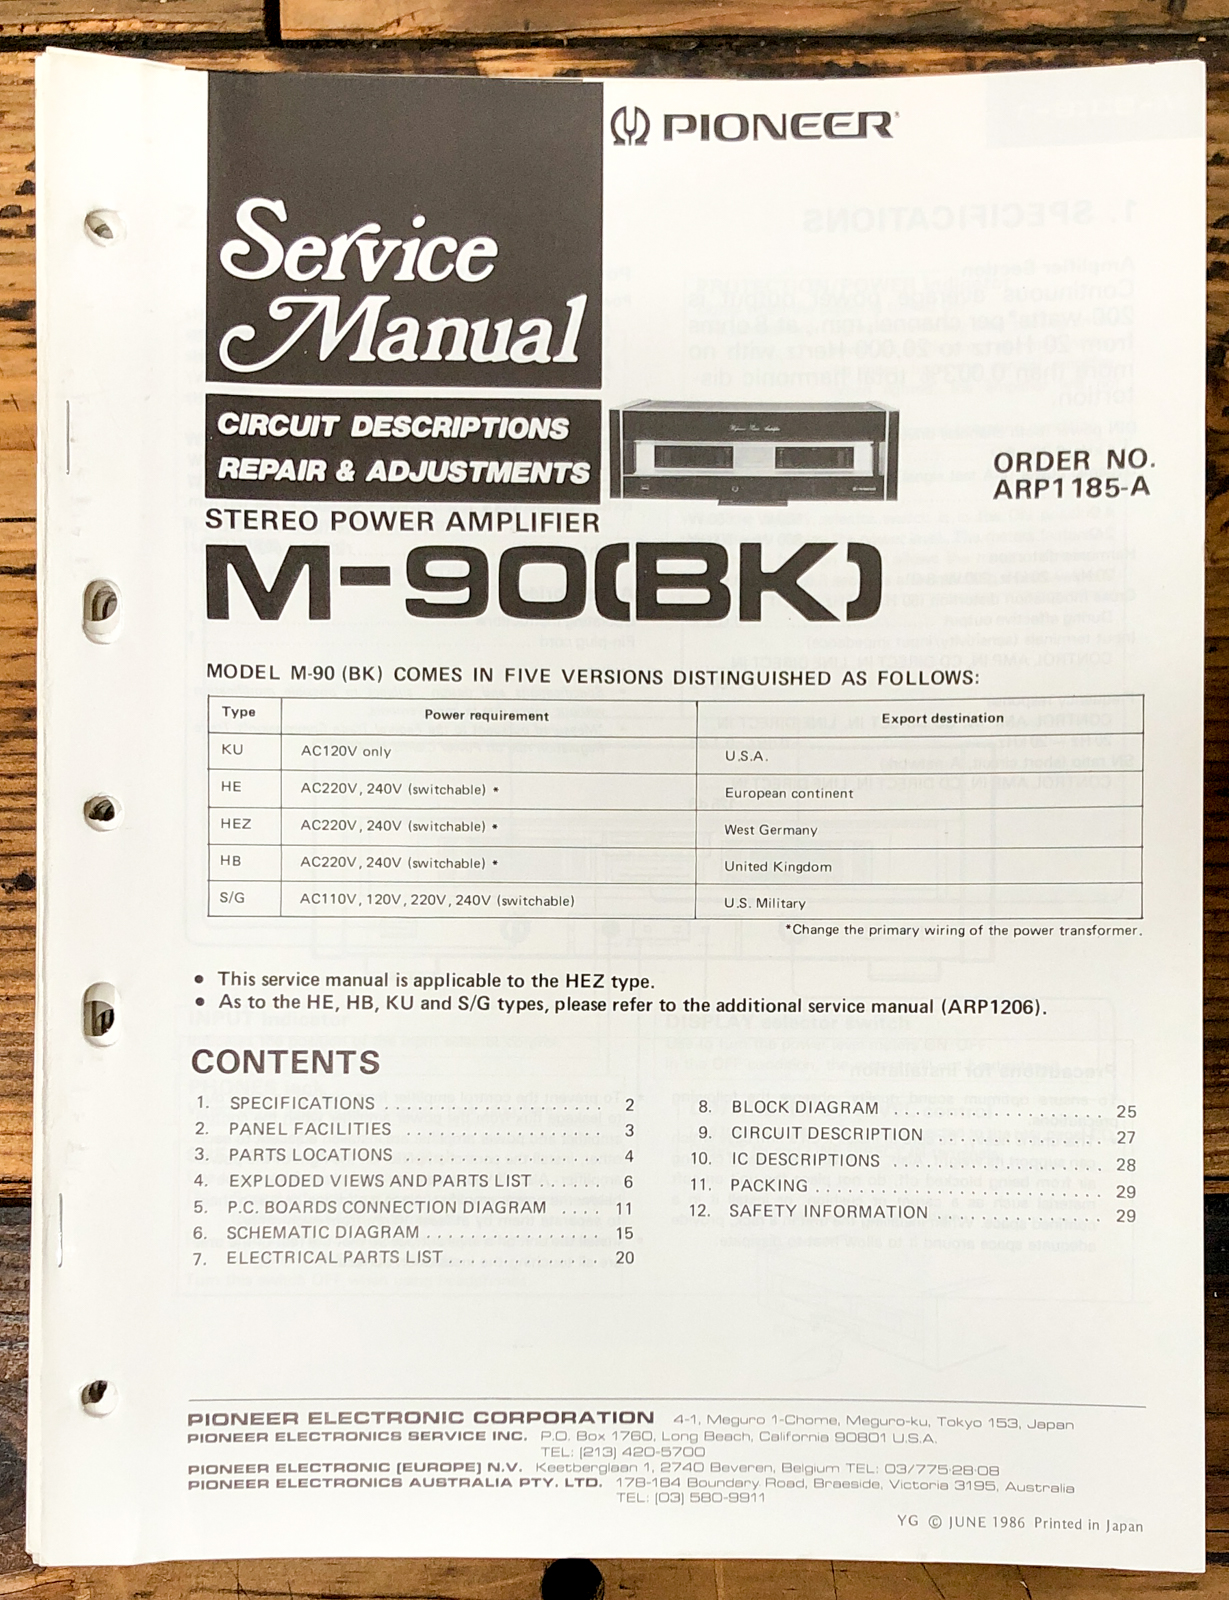 PIONEER
Service
Manual
CIRCUIT DESCRIPTIONS
REPAIR & ADJUSTMENTS
ORDER NO.
ARP1185-A
STEREO POWER AMPLIFIER
M-90(BK)
MODEL M-90 (BK) COMES IN FIVE VERSIONS DISTINGUISHED AS FOLLOWS:
Type Power requirement Export destination
KU AC120V only U.S.A.
HE AC220V, 240V (switchable) * European continent
HEZ AC220V, 240V (switchable) * West Germany
HB AC220V, 240V (switchable) * United Kingdom
S/G AC110V, 120V, 220V, 240V (switchable) U.S. Military
*Change the primary wiring of the power transformer.
• This service manual is applicable to the HEZ type.
• As to the HE, HB, KU and S/G types, please refer to the additional service manual (ARP1206).
CONTENTS
1. SPECIFICATIONS . . . . . . . . . . . . . . . . . . 2
2. PANEL FACILITIES . . . . . . . . . . . . . . . . 3
3. PARTS LOCATIONS . . . . . . . . . . . . . . . . 4
4. EXPLODED VIEWS AND PARTS LIST . . . . . . 6
5. P.C. BOARDS CONNECTION DIAGRAM . . . . 11
6. SCHEMATIC DIAGRAM . . . . . . . . . . . . . . . . 15
7. ELECTRICAL PARTS LIST . . . . . . . . . . . . . . 20
8. BLOCK DIAGRAM . . . . . . . . . . . . . . . . . . 25
9. CIRCUIT DESCRIPTION . . . . . . . . . . . . . . 27
10. IC DESCRIPTIONS . . . . . . . . . . . . . . . . . . 28
11. PACKING . . . . . . . . . . . . . . . . . . . . . . . 29
12. SAFETY INFORMATION . . . . . . . . . . . . . . 29
PIONEER ELECTRONIC CORPORATION 4-1, Meguro 1-Chome, Meguro-ku, Tokyo 153, Japan
PIONEER ELECTRONICS SERVICE INC. P.O. Box 1760, Long Beach, California 90801 U.S.A.
TEL: (213) 420-5700
PIONEER ELECTRONIC [EUROPE] N.V. Keetberglaan 1, 2740 Beveren, Belgium TEL: 03/775·28·08
PIONEER ELECTRONICS AUSTRALIA PTY. LTD. 178-184 Boundary Road, Braeside, Victoria 3195, Australia
TEL: (03) 580-9911
YG © JUNE 1986 Printed in Japan